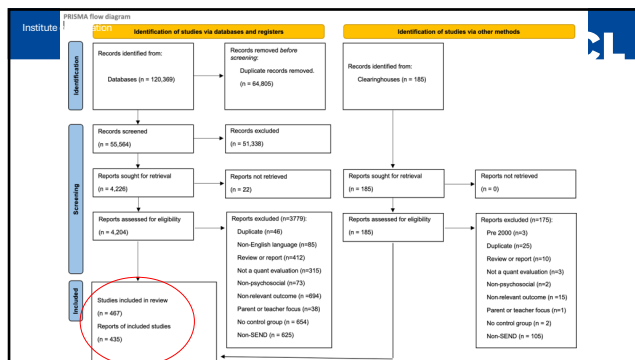 PRISMA flow diagram
Institute
Identification of studies via databases and registers
Identification of studies via other methods
Identification
Records identified from:
Databases (n = 120,369)
Records removed before
screening:
Duplicate records removed.
(n = 64,805)
Records identified from:
Clearinghouses (n = 185)
Screening
Records screened
(n = 55,564)
Records excluded
(n = 51,338)
Reports sought for retrieval
(n = 4,226)
Reports not retrieved
(n = 22)
Reports sought for retrieval
(n = 185)
Reports not retrieved
(n = 0)
Reports assessed for eligibility
(n = 4,204)
Reports excluded (n=3779)
Duplicate (n=46)
Non-English language (n=85)
Review or report (n=412)
Not a quant evaluation (n=315)
Non-psychosocial (n=73)
Non-relevant outcome (n=694)
Parent or teacher focus (n=38)
No control group (n = 654)
Non-SEND (n = 625)
Reports assessed for eligibility
(n = 185)
Reports excluded (n=175)
Pre 2000 (n=3)
Duplicate (n=25)
Review or report (n=10)
Not a quant evaluation (n=3)
Non-psychosocial (n=2)
Non-relevant outcome (n=15)
Parent or teacher focus (n=1)
No control group (n = 2)
Non-SEND (n = 105)
Included
Studies included in review
(n = 467)
Reports of included studies
(n = 435)